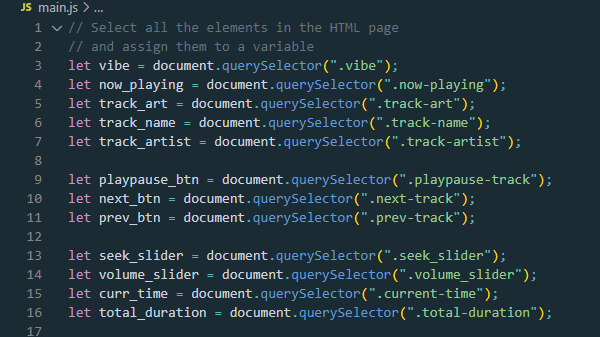 JS main.js > ...
1 // Select all the elements in the HTML page
2 // and assign them to a variable
3 let vibe = document.querySelector(".vibe");
4 let now_playing = document.querySelector(".now-playing");
5 let track_art = document.querySelector(".track-art");
6 let track_name = document.querySelector(".track-name");
7 let track_artist = document.querySelector(".track-artist");
8
9 let playpause_btn = document.querySelector(".playpause-track");
10 let next_btn = document.querySelector(".next-track");
11 let prev_btn = document.querySelector(".prev-track");
12
13 let seek_slider = document.querySelector(".seek_slider");
14 let volume_slider = document.querySelector(".volume_slider");
15 let curr_time = document.querySelector(".current-time");
16 let total_duration = document.querySelector(".total-duration");
17